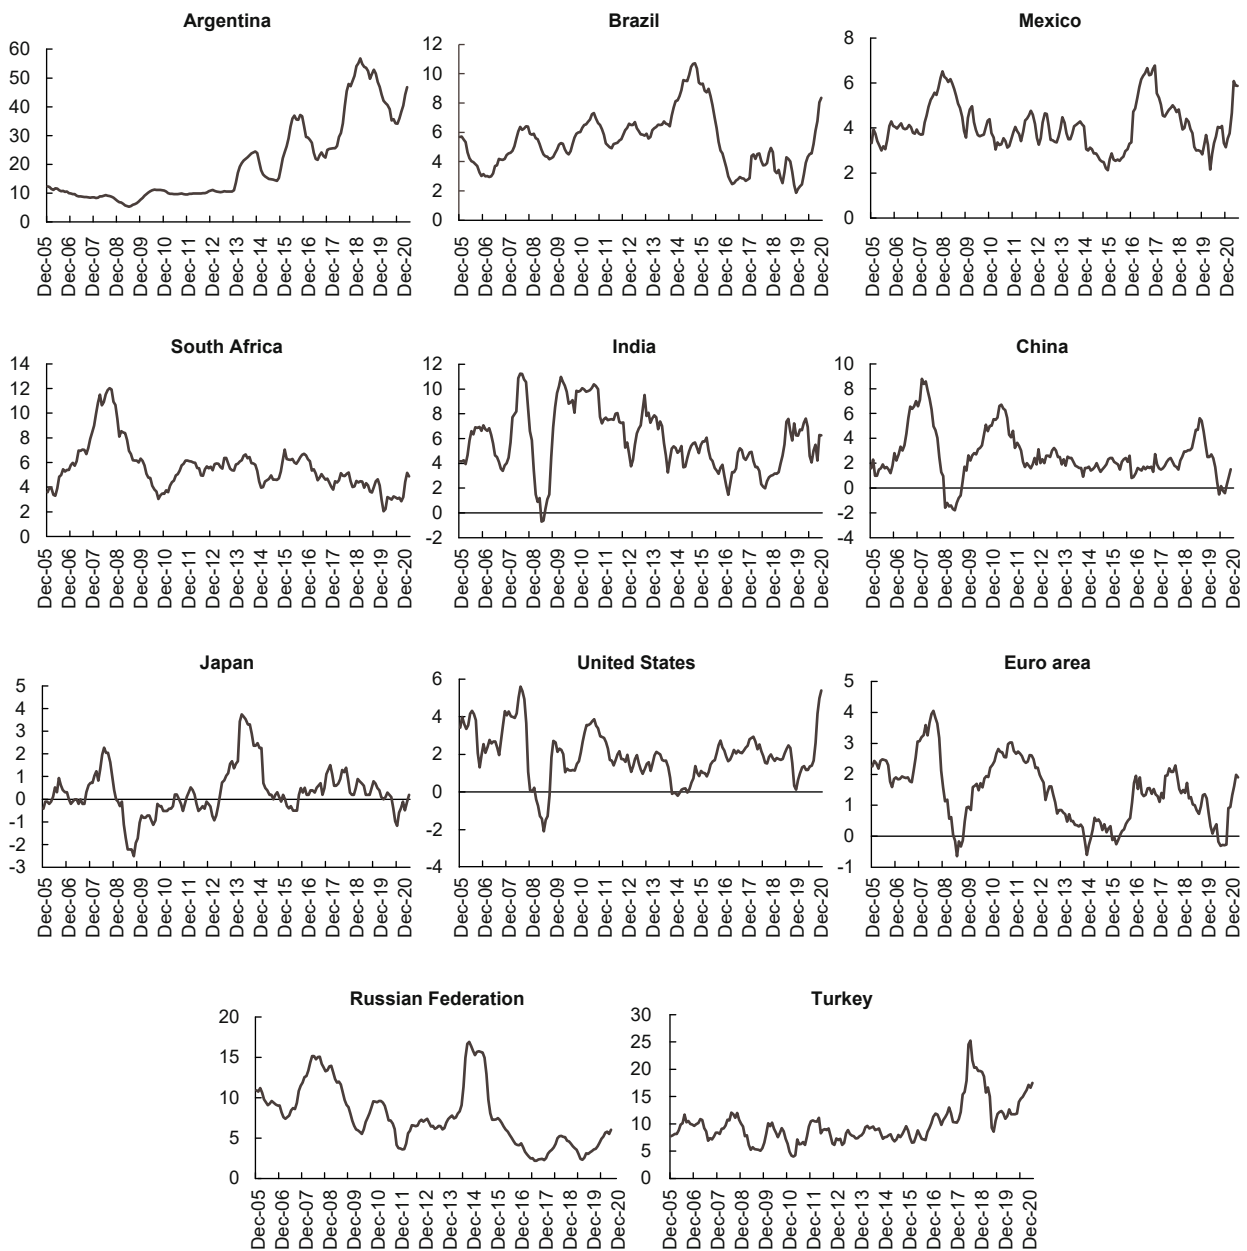 Argentina
60
50
40
30
20
10
0
Dec-05
Dec-06
Dec-07
Dec-08
Dec-09
Dec-10
Dec-11
Dec-12
Dec-13
Dec-14
Dec-15
Dec-16
Dec-17
Dec-18
Dec-19
Dec-20
Brazil
12
10
8
6
4
2
0
Dec-05
Dec-06
Dec-07
Dec-08
Dec-09
Dec-10
Dec-11
Dec-12
Dec-13
Dec-14
Dec-15
Dec-16
Dec-17
Dec-18
Dec-19
Dec-20
Mexico
8
6
4
2
0
Dec-05
Dec-06
Dec-07
Dec-08
Dec-09
Dec-10
Dec-11
Dec-12
Dec-13
Dec-14
Dec-15
Dec-16
Dec-17
Dec-18
Dec-19
Dec-20
South Africa
14
12
10
8
6
4
2
0
Dec-05
Dec-06
Dec-07
Dec-08
Dec-09
Dec-10
Dec-11
Dec-12
Dec-13
Dec-14
Dec-15
Dec-16
Dec-17
Dec-18
Dec-19
Dec-20
India
12
10
8
6
4
2
0
-2
Dec-05
Dec-06
Dec-07
Dec-08
Dec-09
Dec-10
Dec-11
Dec-12
Dec-13
Dec-14
Dec-15
Dec-16
Dec-17
Dec-18
Dec-19
Dec-20
China
10
8
6
4
2
0
-2
-4
Dec-05
Dec-06
Dec-07
Dec-08
Dec-09
Dec-10
Dec-11
Dec-12
Dec-13
Dec-14
Dec-15
Dec-16
Dec-17
Dec-18
Dec-19
Dec-20
Japan
5
4
3
2
1
0
-1
-2
-3
Dec-05
Dec-06
Dec-07
Dec-08
Dec-09
Dec-10
Dec-11
Dec-12
Dec-13
Dec-14
Dec-15
Dec-16
Dec-17
Dec-18
Dec-19
Dec-20
United States
6
4
2
0
-2
-4
Dec-05
Dec-06
Dec-07
Dec-08
Dec-09
Dec-10
Dec-11
Dec-12
Dec-13
Dec-14
Dec-15
Dec-16
Dec-17
Dec-18
Dec-19
Dec-20
Euro area
5
4
3
2
1
0
-1
Dec-05
Dec-06
Dec-07
Dec-08
Dec-09
Dec-10
Dec-11
Dec-12
Dec-13
Dec-14
Dec-15
Dec-16
Dec-17
Dec-18
Dec-19
Dec-20
Russian Federation
20
15
10
5
0
Dec-05
Dec-06
Dec-07
Dec-08
Dec-09
Dec-10
Dec-11
Dec-12
Dec-13
Dec-14
Dec-15
Dec-16
Dec-17
Dec-18
Dec-19
Dec-20
Turkey
30
25
20
15
10
5
0
Dec-05
Dec-06
Dec-07
Dec-08
Dec-09
Dec-10
Dec-11
Dec-12
Dec-13
Dec-14
Dec-15
Dec-16
Dec-17
Dec-18
Dec-19
Dec-20